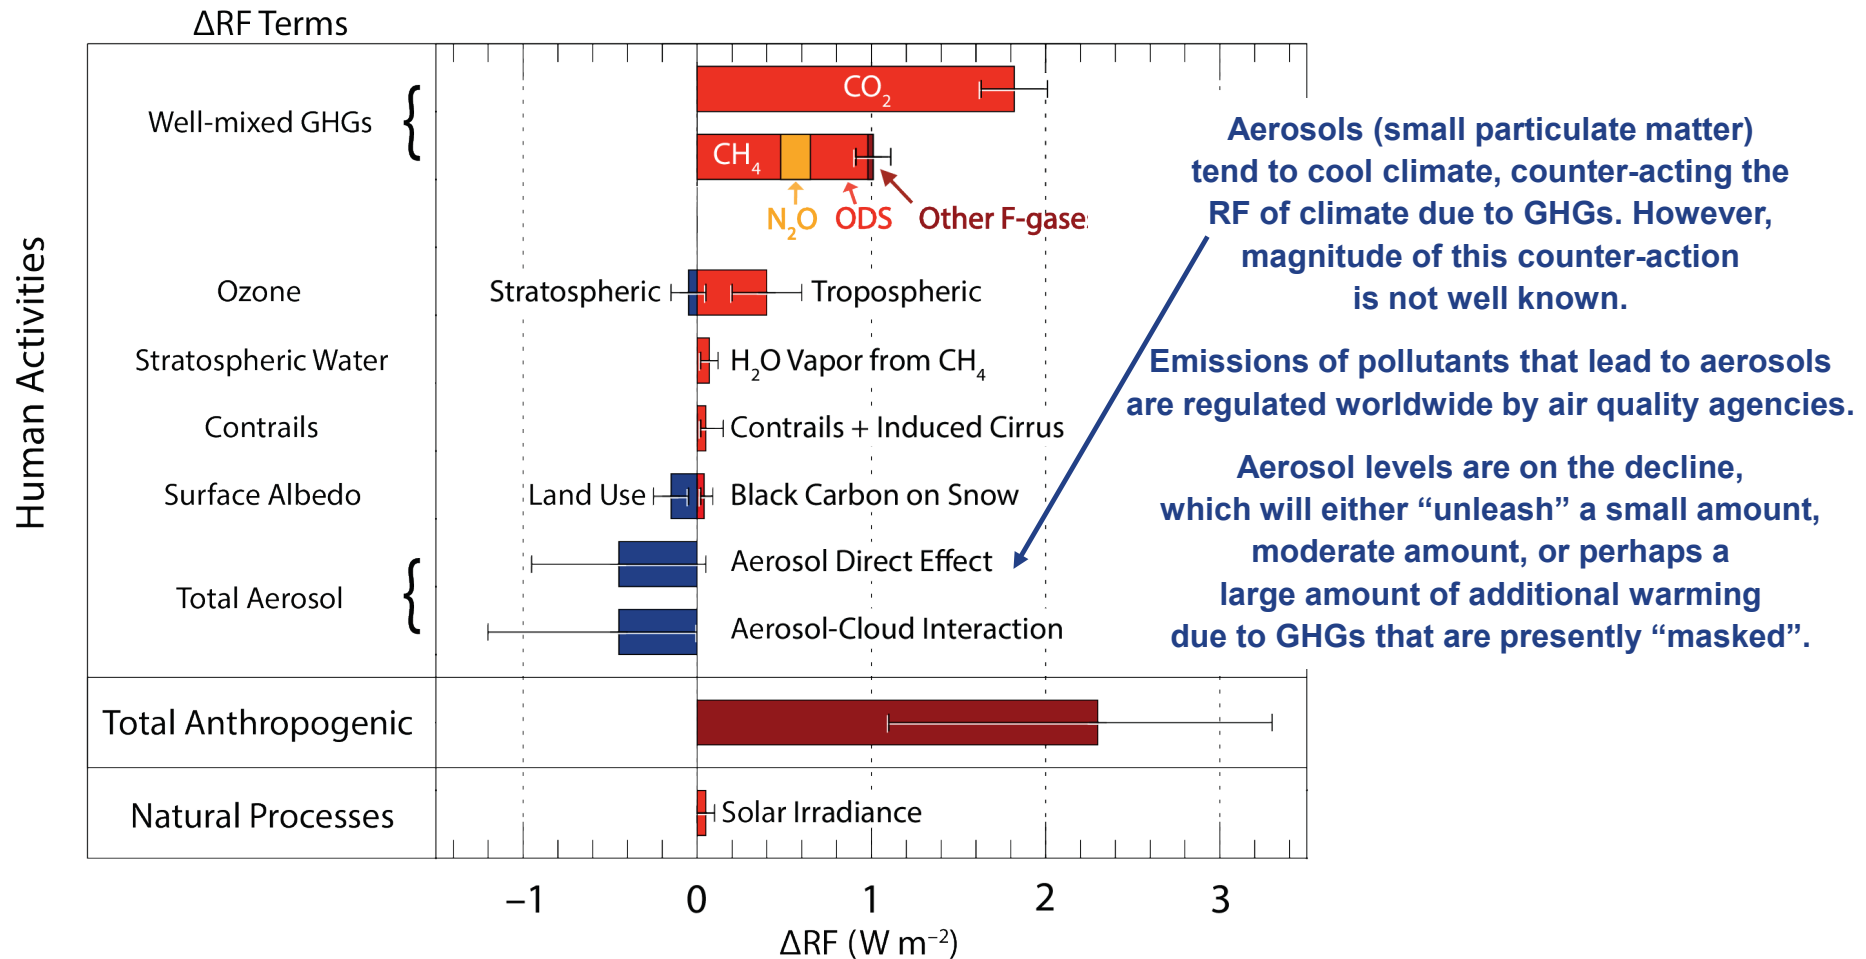 ΔRF Terms
Human Activities
Well-mixed GHGs
CO₂
CH₄
N₂O
ODS
Other F-gase
Ozone
Stratospheric
Tropospheric
Stratospheric Water
H₂O Vapor from CH₄
Contrails
Contrails + Induced Cirrus
Surface Albedo
Land Use
Black Carbon on Snow
Total Aerosol
Aerosol Direct Effect
Aerosol-Cloud Interaction
Total Anthropogenic
Natural Processes
Solar Irradiance
−1 0 1 2 3
ΔRF (W m⁻²)
Aerosols (small particulate matter)
tend to cool climate, counter-acting the
RF of climate due to GHGs. However,
magnitude of this counter-action
is not well known.
Emissions of pollutants that lead to aerosols
are regulated worldwide by air quality agencies.
Aerosol levels are on the decline,
which will either “unleash” a small amount,
moderate amount, or perhaps a
large amount of additional warming
due to GHGs that are presently “masked”.